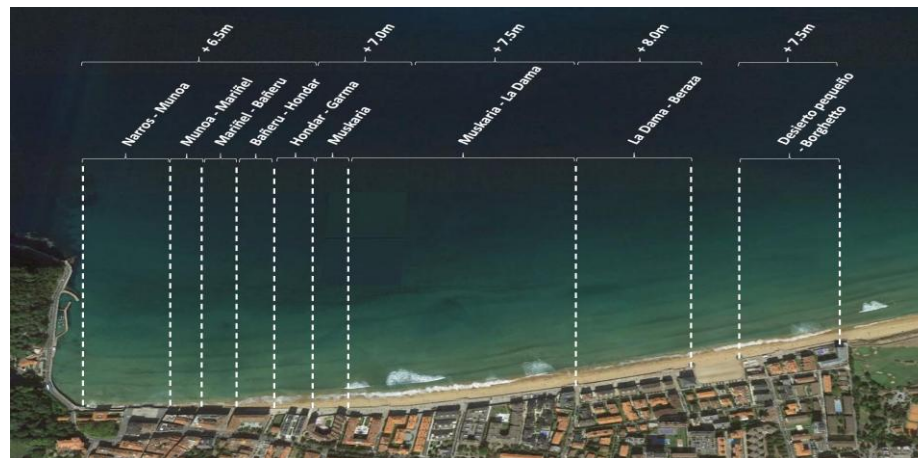 + 6.5m
+ 7.0m
+ 7.5m
+ 8.0m
+ 7.5m
Narros - Munoa
Munoa - Mariñel
Mariñel - Bañeru
Bañeru - Hondar
Hondar - Garma
Muskaria
Muskaria - La Dama
La Dama - Beraza
Desierto pequeño
- Borghetto